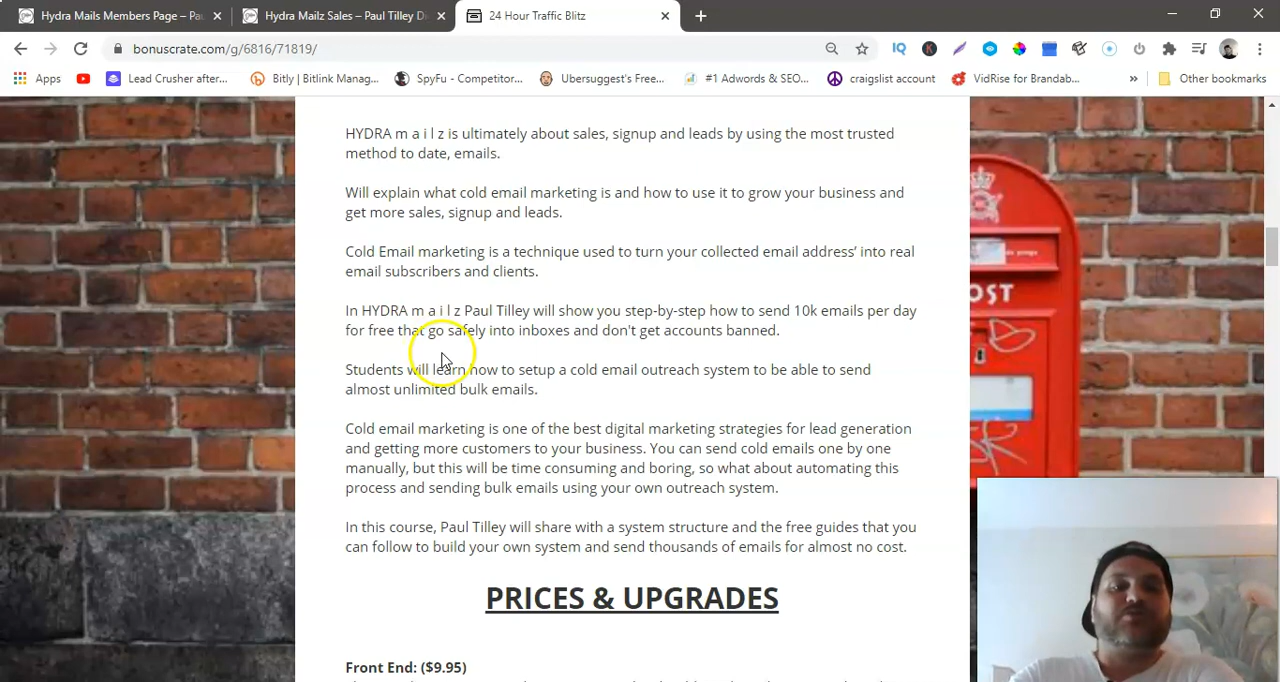 Hydra Mails Members Page – Pau
Hydra Mailz Sales – Paul Tilley Di
24 Hour Traffic Blitz
bonuscrate.com/g/6816/71819/
Apps
Lead Crusher after...
Bitly | Bitlink Manag...
SpyFu - Competitor...
Ubersuggest's Free...
#1 Adwords & SEO...
craigslist account
VidRise for Brandab...
Other bookmarks
HYDRA m a i l z is ultimately about sales, signup and leads by using the most trusted
method to date, emails.
Will explain what cold email marketing is and how to use it to grow your business and
get more sales, signup and leads.
Cold Email marketing is a technique used to turn your collected email address’ into real
email subscribers and clients.
In HYDRA m a i l z Paul Tilley will show you step-by-step how to send 10k emails per day
for free that go safely into inboxes and don't get accounts banned.
Students will learn how to setup a cold email outreach system to be able to send
almost unlimited bulk emails.
Cold email marketing is one of the best digital marketing strategies for lead generation
and getting more customers to your business. You can send cold emails one by one
manually, but this will be time consuming and boring, so what about automating this
process and sending bulk emails using your own outreach system.
In this course, Paul Tilley will share with a system structure and the free guides that you
can follow to build your own system and send thousands of emails for almost no cost.
PRICES & UPGRADES
Front End: ($9.95)
OST